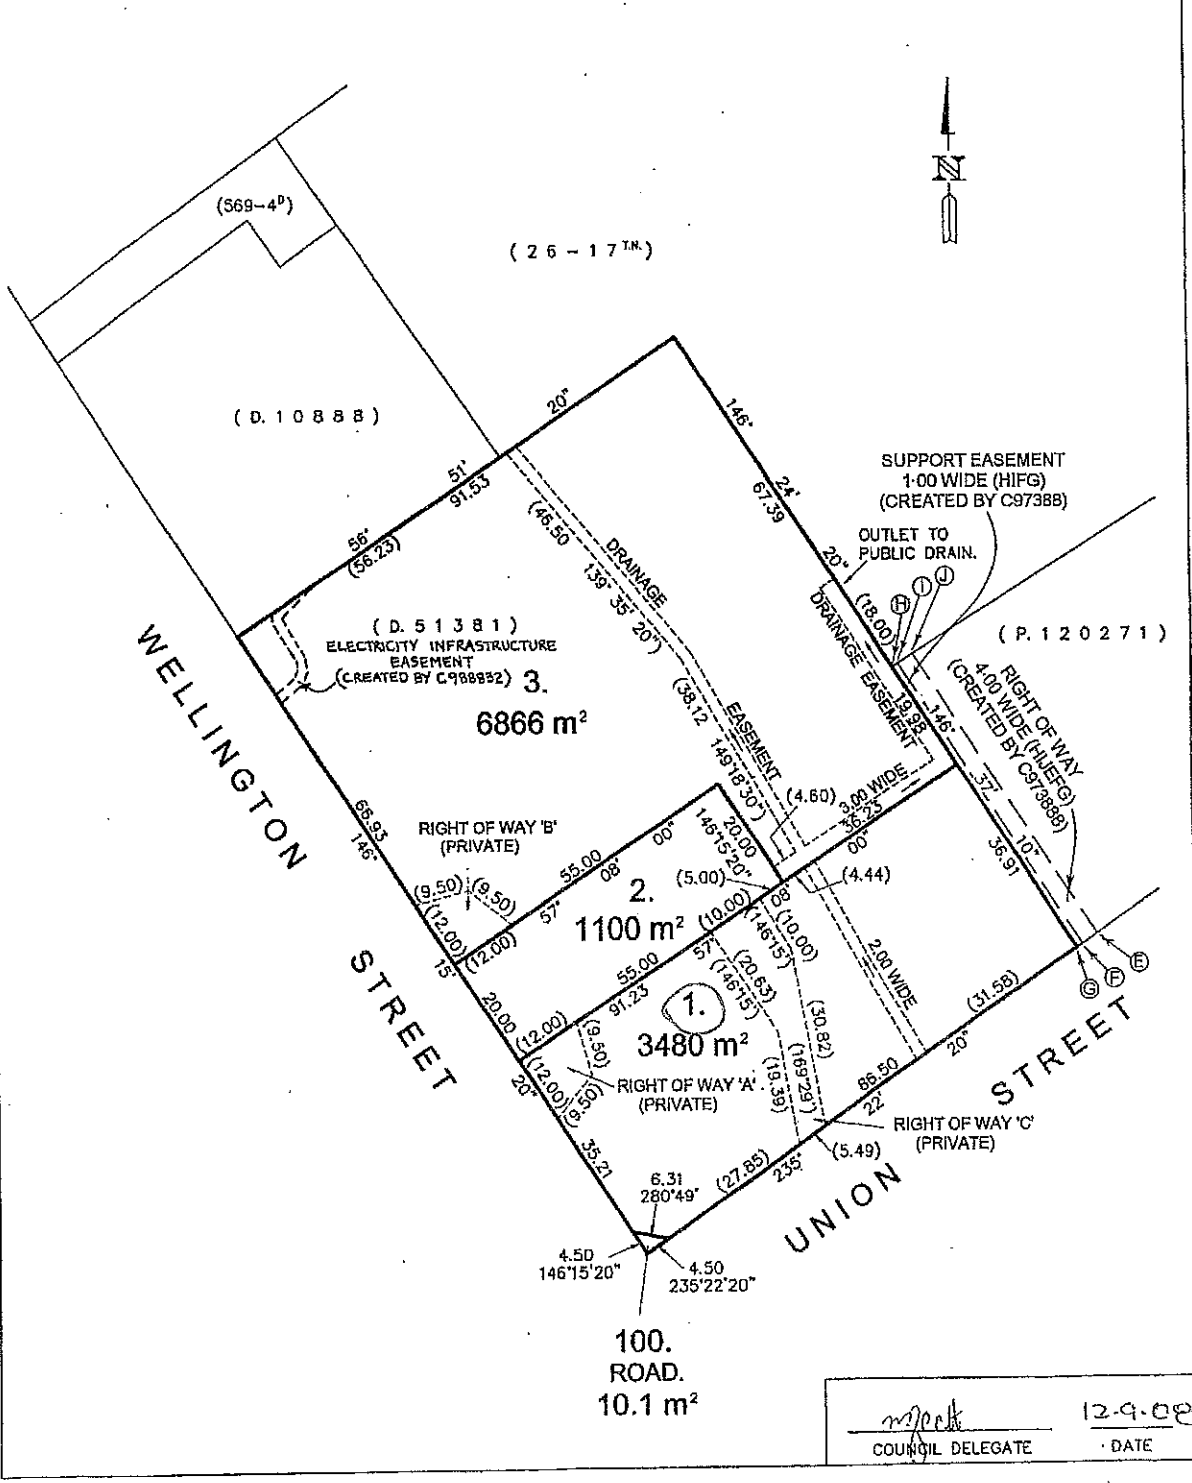 N
(569-4ᴰ)
(26-17ᵀ·ᴺ·)
(D.10888)
20"
51'
91.53
56°
(56.23)
146°
24'
67.39
20"
SUPPORT EASEMENT
1·00 WIDE (HIFG)
(CREATED BY C97388)
OUTLET TO
PUBLIC DRAIN.
H
I
J
(18.00)
(P.120271)
(46.50
139° 35' 20")
DRAINAGE
EASEMENT
(38.12
149°18'30")
(D.51381)
ELECTRICITY INFRASTRUCTURE
EASEMENT
(CREATED BY C988832)
3.
6866 m²
DRAINAGE EASEMENT
19.98
146°
37'
10"
36.91
RIGHT OF WAY
4.00 WIDE (HIJEFG)
(CREATED BY C973888)
WELLINGTON
STREET
66.93
146°
15'
20"
RIGHT OF WAY 'B'
(PRIVATE)
(9.50)
(9.50)
(12.00)
(12.00)
55.00
57°
08'
00"
20.00
146°15'20"
(4.60)
3.00 WIDE
36.23
00"
(4.44)
2.
1100 m²
(5.00)
08'
(10.00)
57°
55.00
91.23
20.00
(12.00)
(12.00)
(9.50)
(9.50)
(146°15')
(10.00)
(20.63)
(146°15')
2.00 WIDE
1.
3480 m²
(30.82)
(169°29')
(19.39)
RIGHT OF WAY 'A'
(PRIVATE)
E
F
G
(31.58)
20"
86.50
22'
235°
(27.85)
(5.49)
RIGHT OF WAY 'C'
(PRIVATE)
UNION
STREET
35.21
6.31
280°49'
4.50
146°15'20"
4.50
235°22'20"
100.
ROAD.
10.1 m²
12-9-08
COUNCIL DELEGATE
DATE